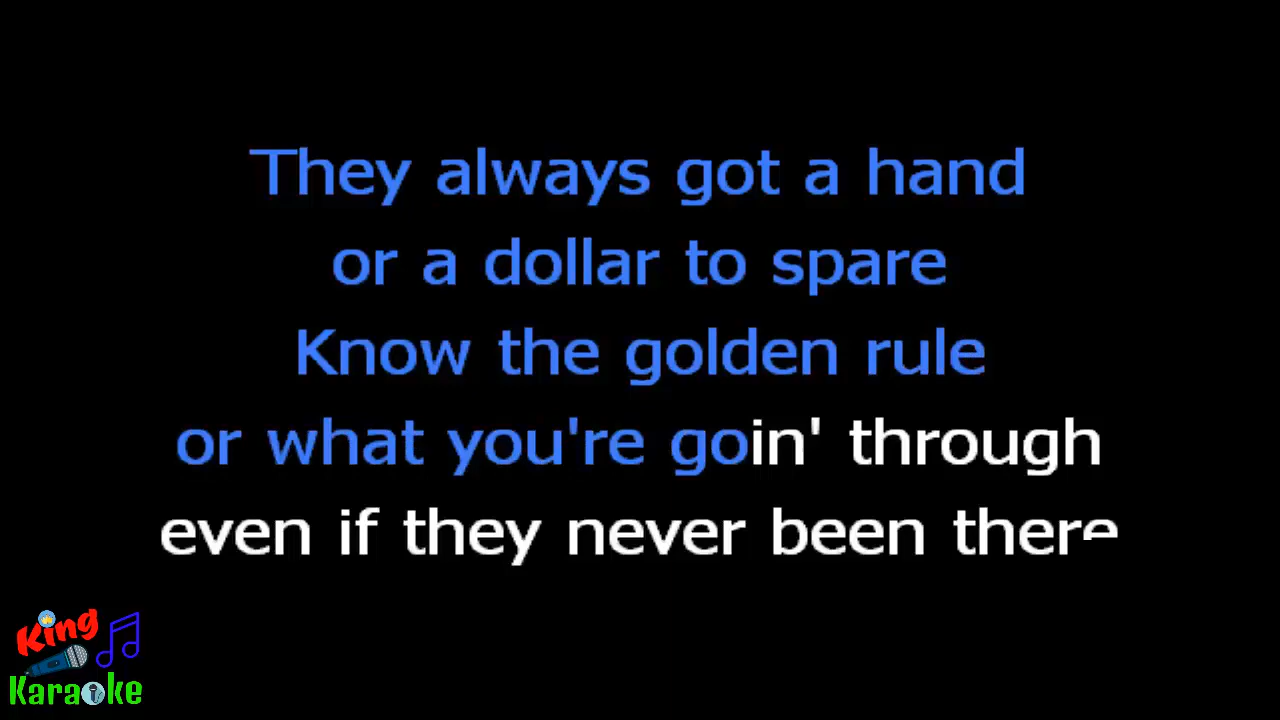 They always got a hand
or a dollar to spare
Know the golden rule
or what you're goin' through
even if they never been there
King
Karaoke